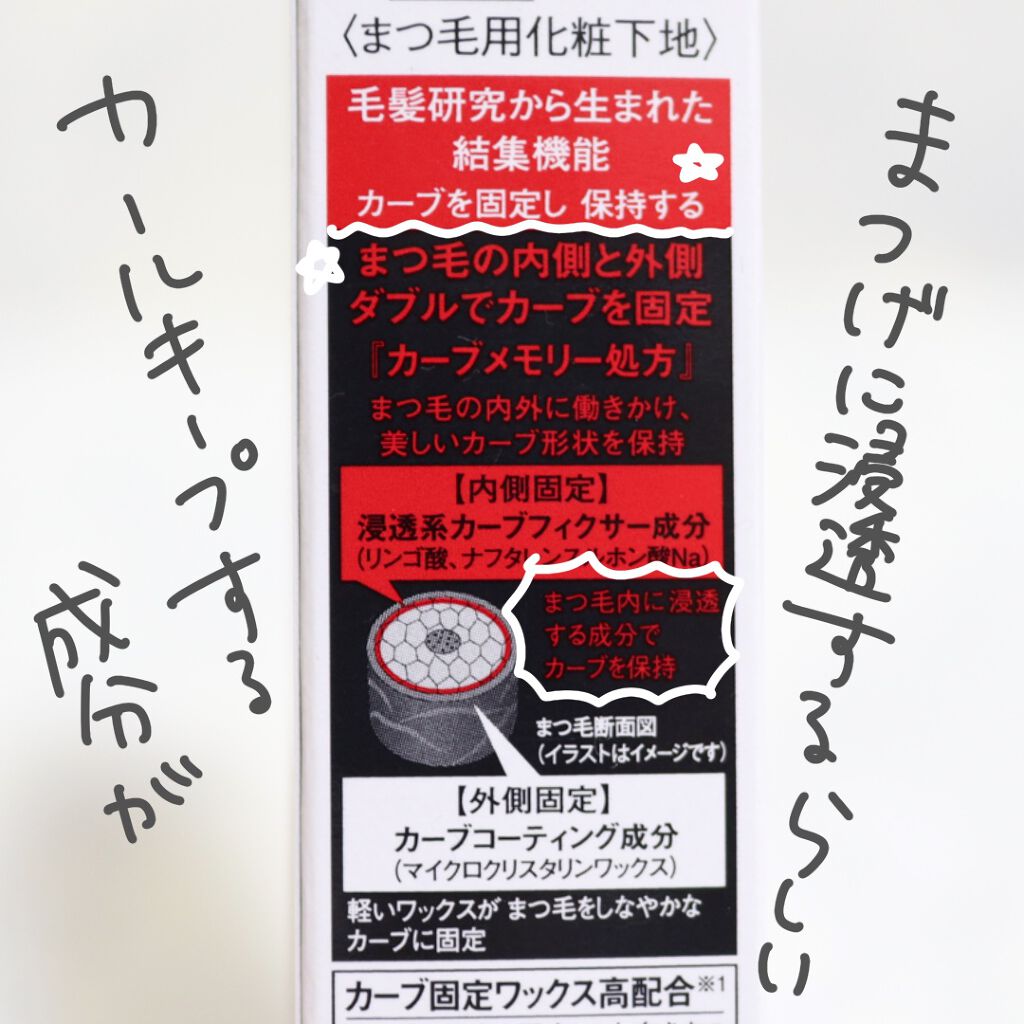 〈まつ毛用化粧下地〉
毛髪研究から生まれた
結集機能
カーブを固定し 保持する
まつ毛の内側と外側
ダブルでカーブを固定
『カーブメモリー処方』
まつ毛の内外に働きかけ、
美しいカーブ形状を保持
【内側固定】
浸透系カーブフィクサー成分
(リンゴ酸、ナフタレンスルホン酸Na)
まつ毛内に浸透
する成分で
カーブを保持
まつ毛断面図
(イラストはイメージです)
【外側固定】
カーブコーティング成分
(マイクロクリスタリンワックス)
軽いワックスが まつ毛をしなやかな
カーブに固定
カーブ固定ワックス高配合※1
カールキープする
成分が
まつげに浸透するらしい